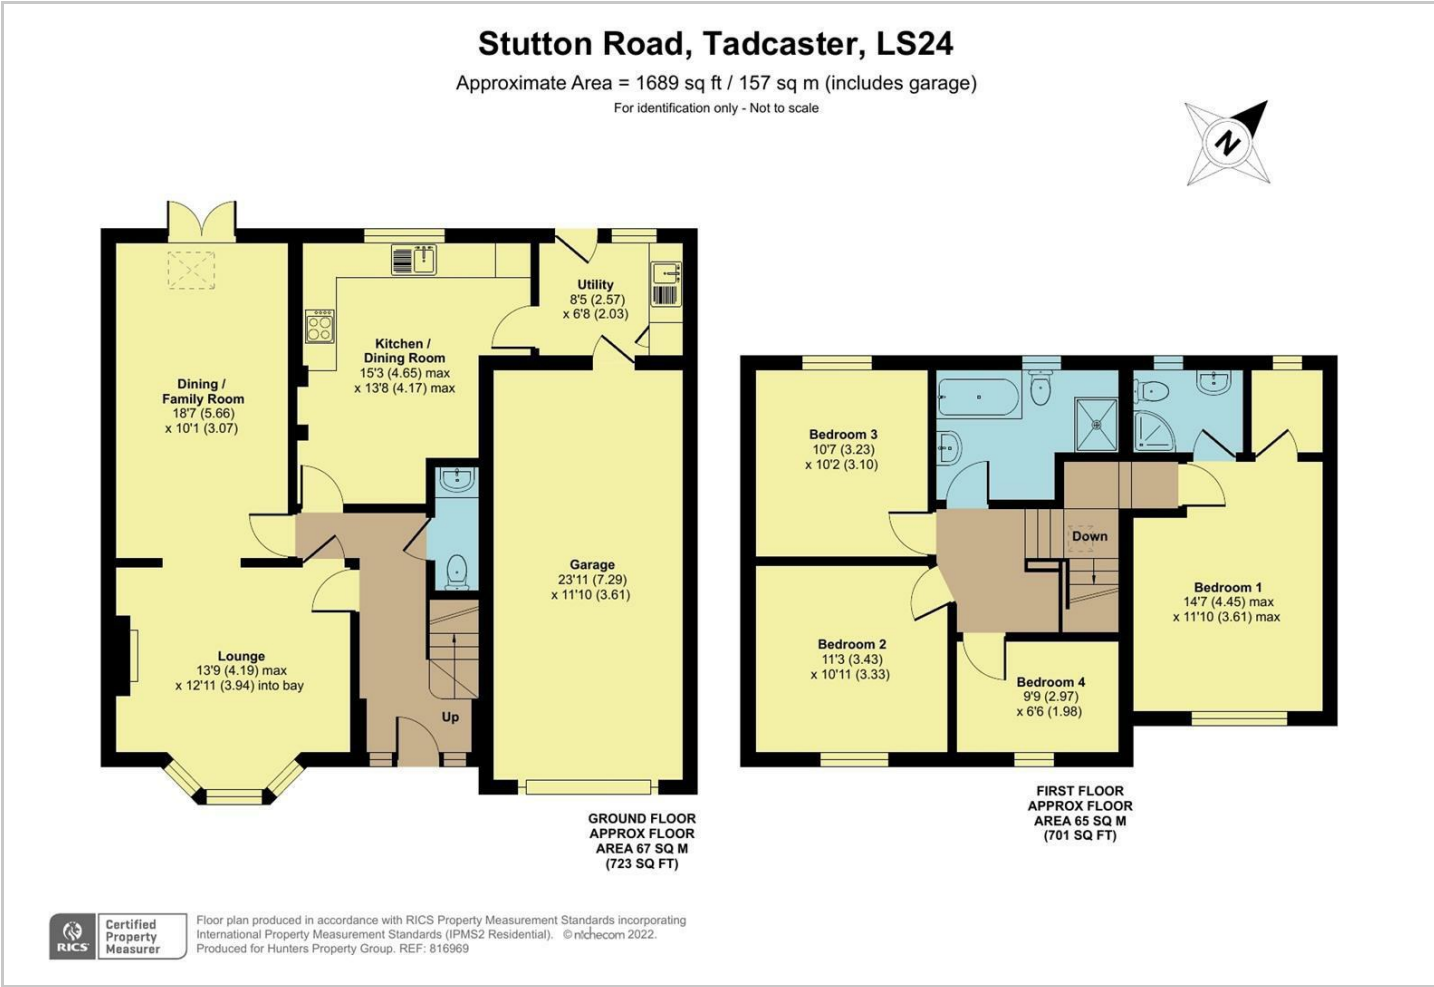 Stutton Road, Tadcaster, LS24
Approximate Area = 1689 sq ft / 157 sq m (includes garage)
For identification only - Not to scale
N
Utility
8'5 (2.57)
x 6'8 (2.03)
Kitchen /
Dining Room
15'3 (4.65) max
x 13'8 (4.17) max
Dining /
Family Room
18'7 (5.66)
x 10'1 (3.07)
Garage
23'11 (7.29)
x 11'10 (3.61)
Lounge
13'9 (4.19) max
x 12'11 (3.94) into bay
Up
GROUND FLOOR
APPROX FLOOR
AREA 67 SQ M
(723 SQ FT)
Bedroom 3
10'7 (3.23)
x 10'2 (3.10)
Down
Bedroom 1
14'7 (4.45) max
x 11'10 (3.61) max
Bedroom 2
11'3 (3.43)
x 10'11 (3.33)
Bedroom 4
9'9 (2.97)
x 6'6 (1.98)
FIRST FLOOR
APPROX FLOOR
AREA 65 SQ M
(701 SQ FT)
RICS
Certified
Property
Measurer
Floor plan produced in accordance with RICS Property Measurement Standards incorporating
International Property Measurement Standards (IPMS2 Residential). © nichecom 2022.
Produced for Hunters Property Group. REF: 816969